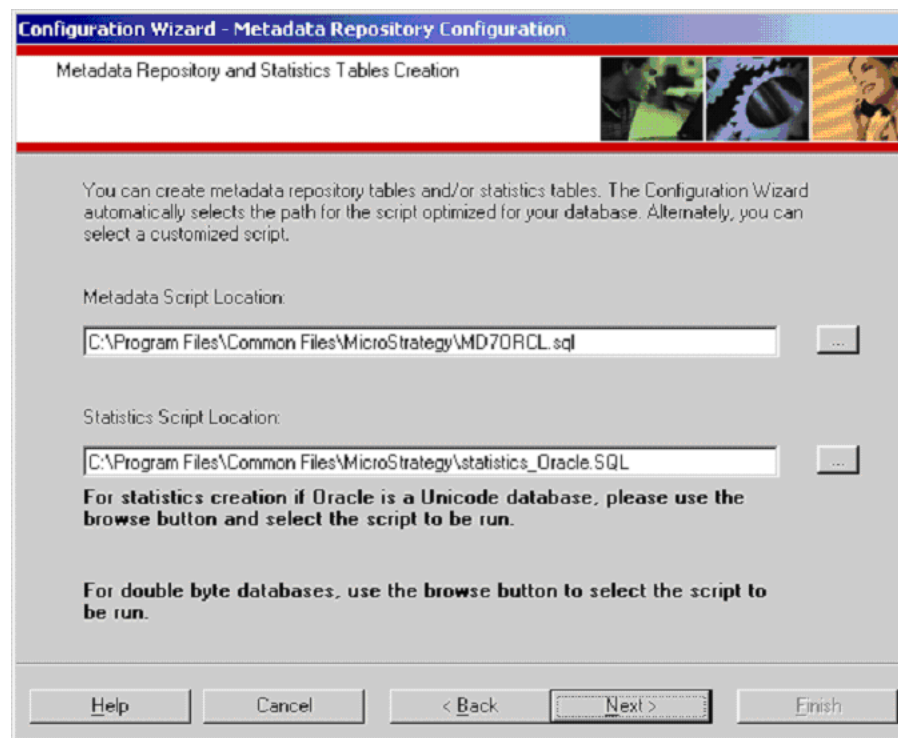 Configuration Wizard - Metadata Repository Configuration
Metadata Repository and Statistics Tables Creation
You can create metadata repository tables and/or statistics tables. The Configuration Wizard
automatically selects the path for the script optimized for your database. Alternately, you can
select a customized script.
Metadata Script Location:
C:\Program Files\Common Files\MicroStrategy\MD7ORCL.sql
...
Statistics Script Location:
C:\Program Files\Common Files\MicroStrategy\statistics_Oracle.SQL
...
For statistics creation if Oracle is a Unicode database, please use the
browse button and select the script to be run.
For double byte databases, use the browse button to select the script to
be run.
Help Cancel < Back Next > Finish